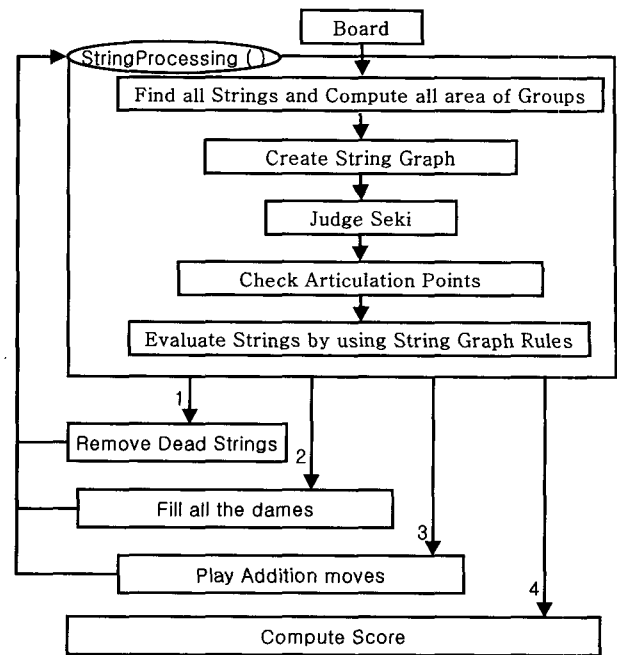 Board
StringProcessing ( )
Find all Strings and Compute all area of Groups
Create String Graph
Judge Seki
Check Articulation Points
Evaluate Strings by using String Graph Rules
1
Remove Dead Strings
2
Fill all the dames
3
Play Addition moves
4
Compute Score